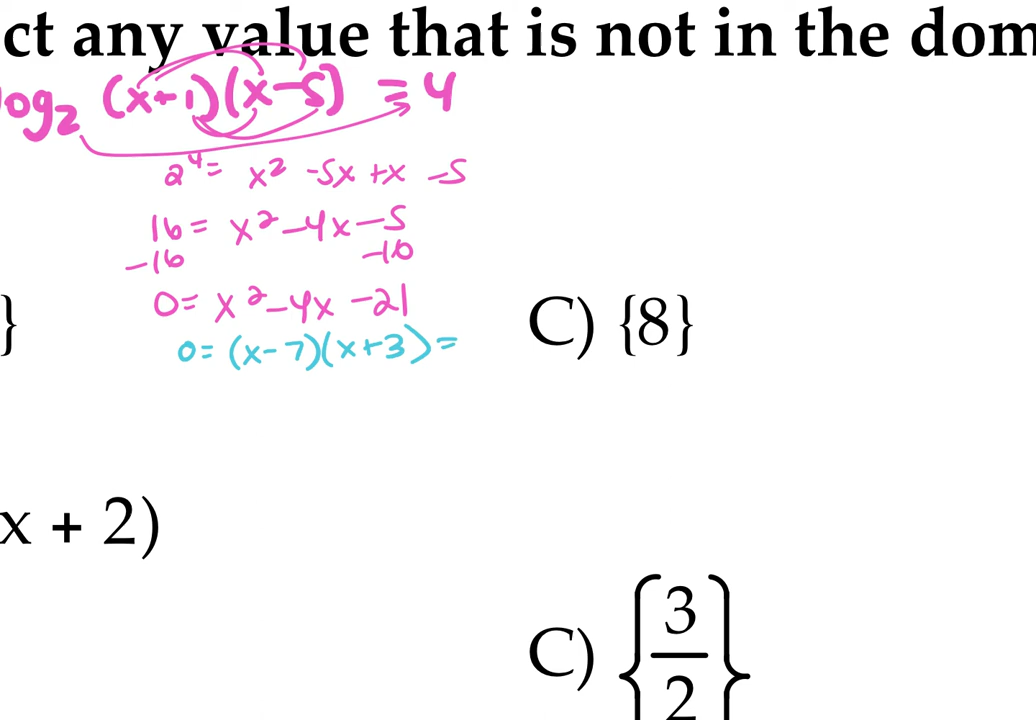 ct any value that is not in the dom
log₂ (x+1)(x-5) = 4
2⁴ = x² -5x +x -5
16 = x² -4x -5
-16 -16
0 = x² -4x -21
0 = (x-7)(x+3) =
} C) {8}
x + 2)
C) {3/2}